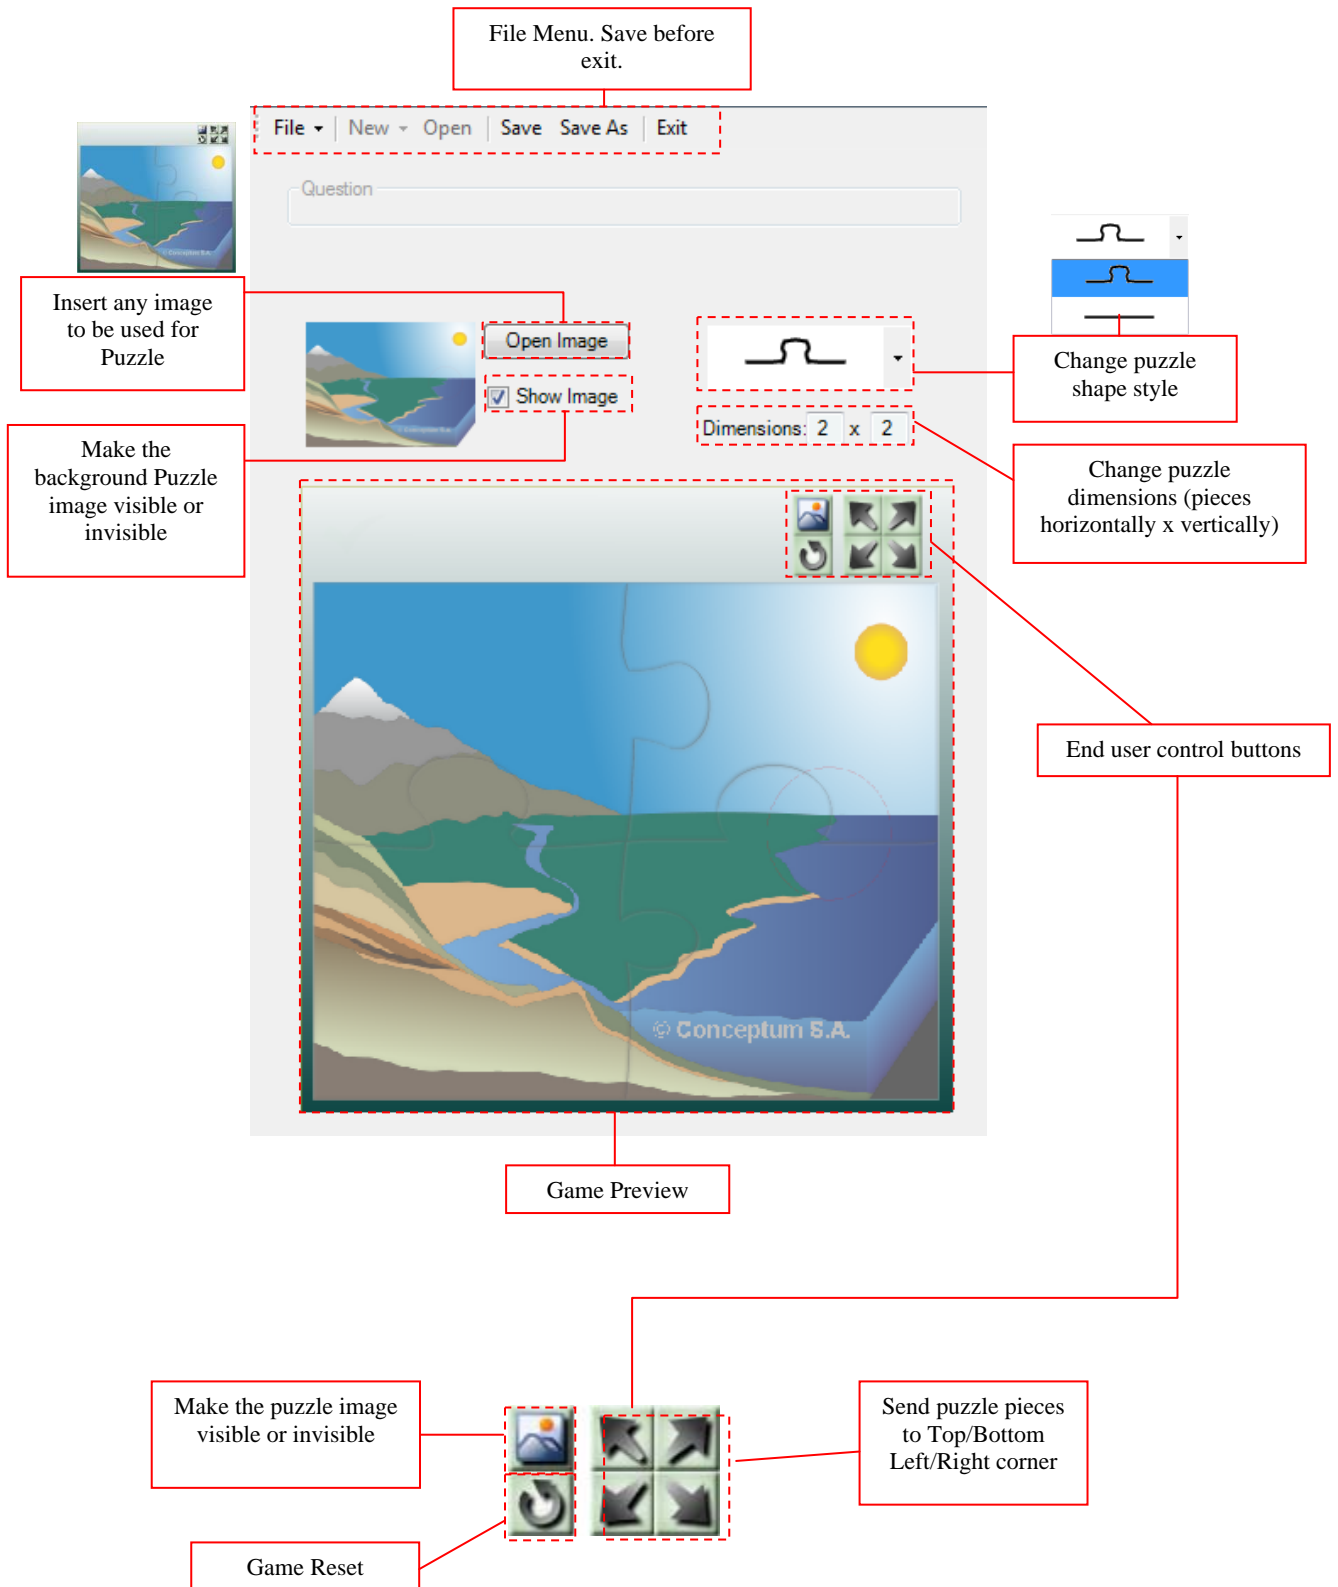 File Menu. Save before
exit.
File New Open Save Save As Exit
Question
Insert any image
to be used for
Puzzle
Open Image
Show Image
Change puzzle
shape style
Dimensions: 2 x 2
Make the
background Puzzle
image visible or
invisible
Change puzzle
dimensions (pieces
horizontally x vertically)
End user control buttons
© Conceptum S.A.
Game Preview
Make the puzzle image
visible or invisible
Send puzzle pieces
to Top/Bottom
Left/Right corner
Game Reset